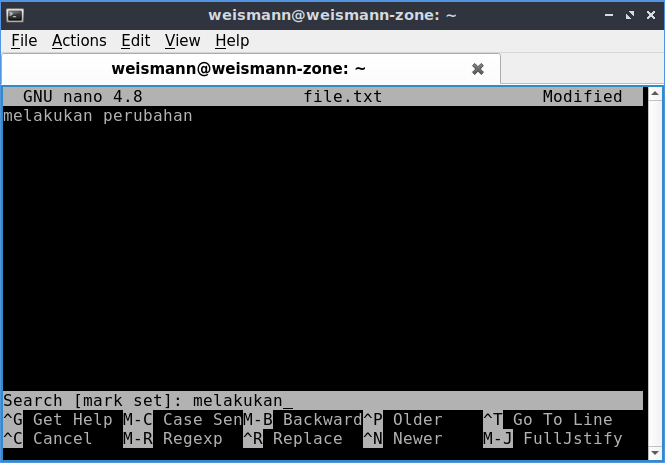 weismann@weismann-zone: ~
File Actions Edit View Help
weismann@weismann-zone: ~
GNU nano 4.8 file.txt Modified
melakukan perubahan
Search [mark set]: melakukan_
^G Get Help M-C Case SenM-B Backward^P Older ^T Go To Line
^C Cancel M-R Regexp ^R Replace ^N Newer M-J FullJstify